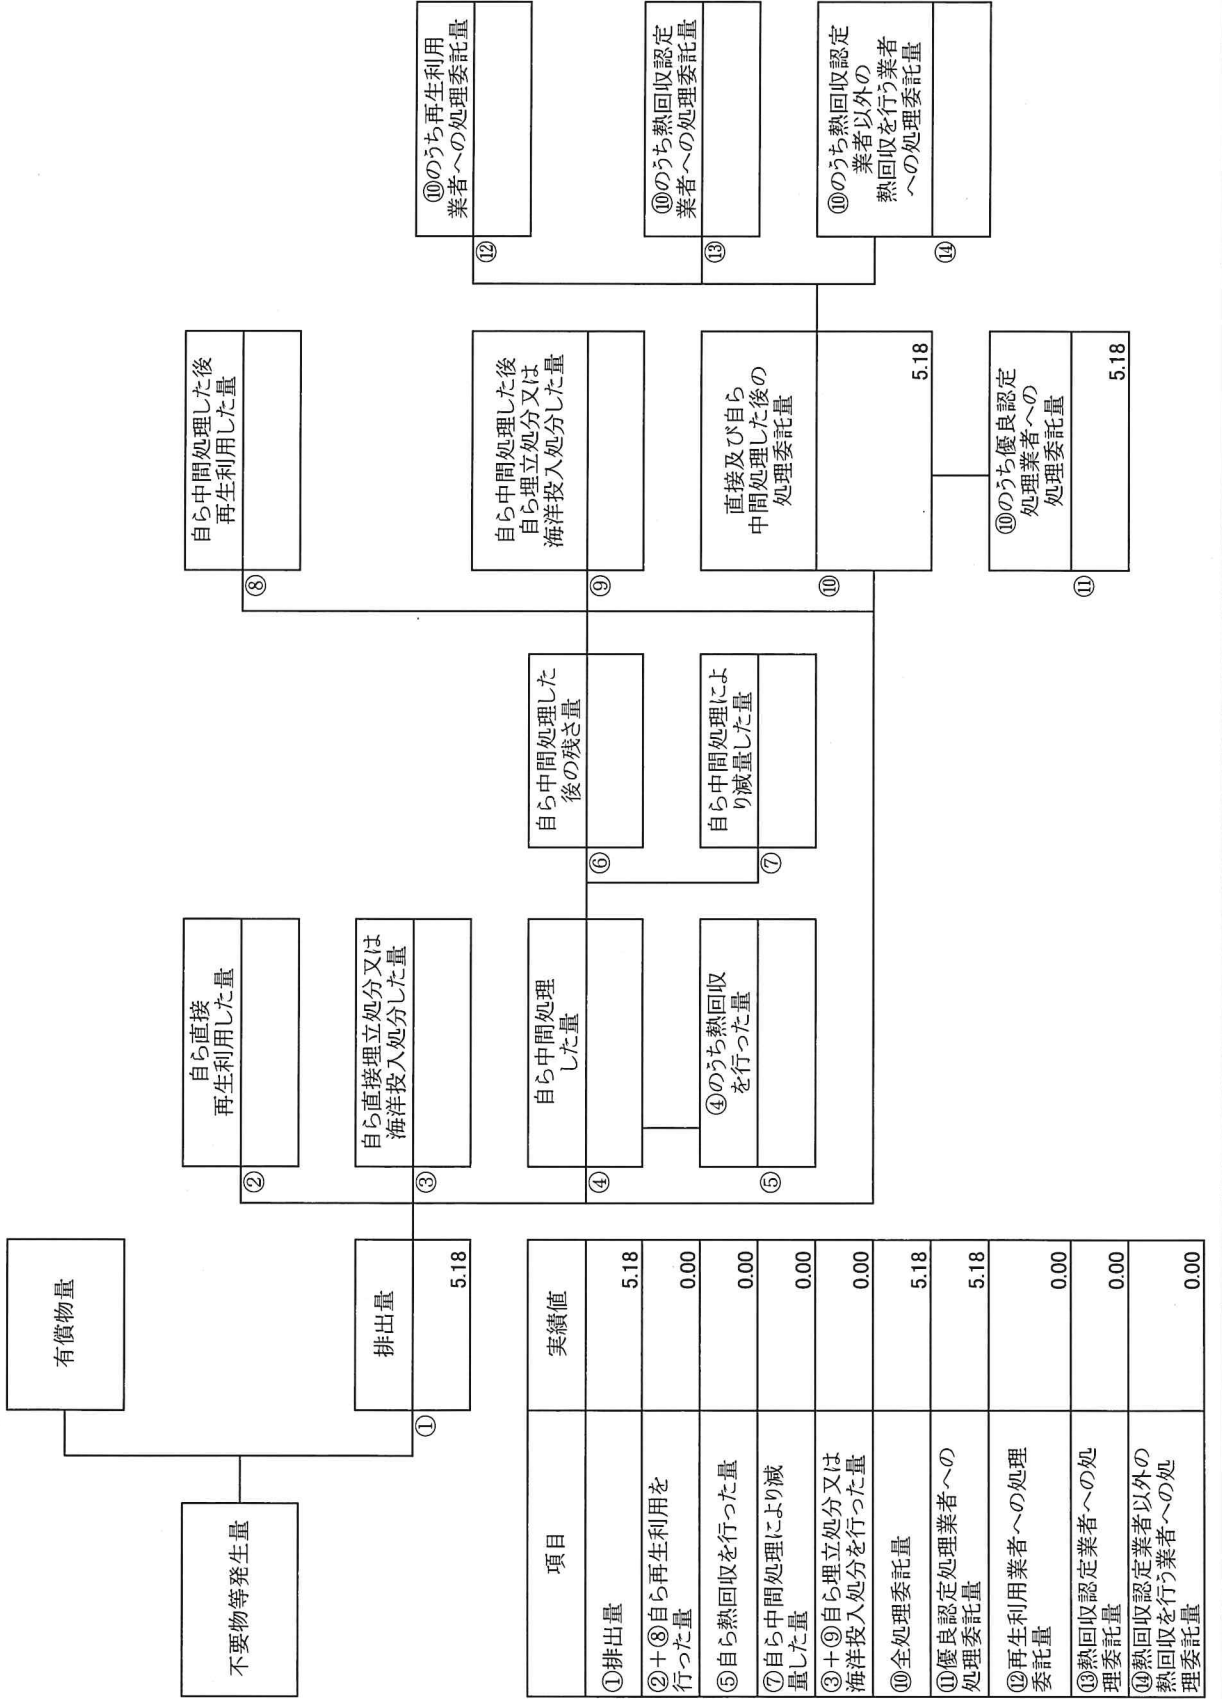 不要物等発生量
有償物量
①
排出量
5.18
②
自ら直接
再生利用した量
③
自ら直接埋立処分又は
海洋投入処分した量
④
自ら中間処理
した量
⑤
④のうち熱回収
を行った量
⑥
自ら中間処理した
後の残さ量
⑦
自ら中間処理によ
り減量した量
⑧
自ら中間処理した後
再生利用した量
⑨
自ら中間処理した後
自ら埋立処分又は
海洋投入処分した量
⑩
直接及び自ら
中間処理した後の
処理委託量
5.18
⑪
⑩のうち優良認定
処理業者への
処理委託量
5.18
⑫
⑩のうち再生利用
業者への処理委託量
⑬
⑩のうち熱回収認定
業者への処理委託量
⑭
⑩のうち熱回収認定
業者以外の
熱回収を行う業者
への処理委託量
項目 実績値
①排出量 5.18
②+⑧自ら再生利用を
行った量 0.00
⑤自ら熱回収を行った量 0.00
⑦自ら中間処理により減
量した量 0.00
③+⑨自ら埋立処分又は
海洋投入処分を行った量 0.00
⑩全処理委託量 5.18
⑪優良認定処理業者への
処理委託量 5.18
⑫再生利用業者への処理
委託量 0.00
⑬熱回収認定業者への処
理委託量 0.00
⑭熱回収認定業者以外の
熱回収を行う業者への処
理委託量 0.00